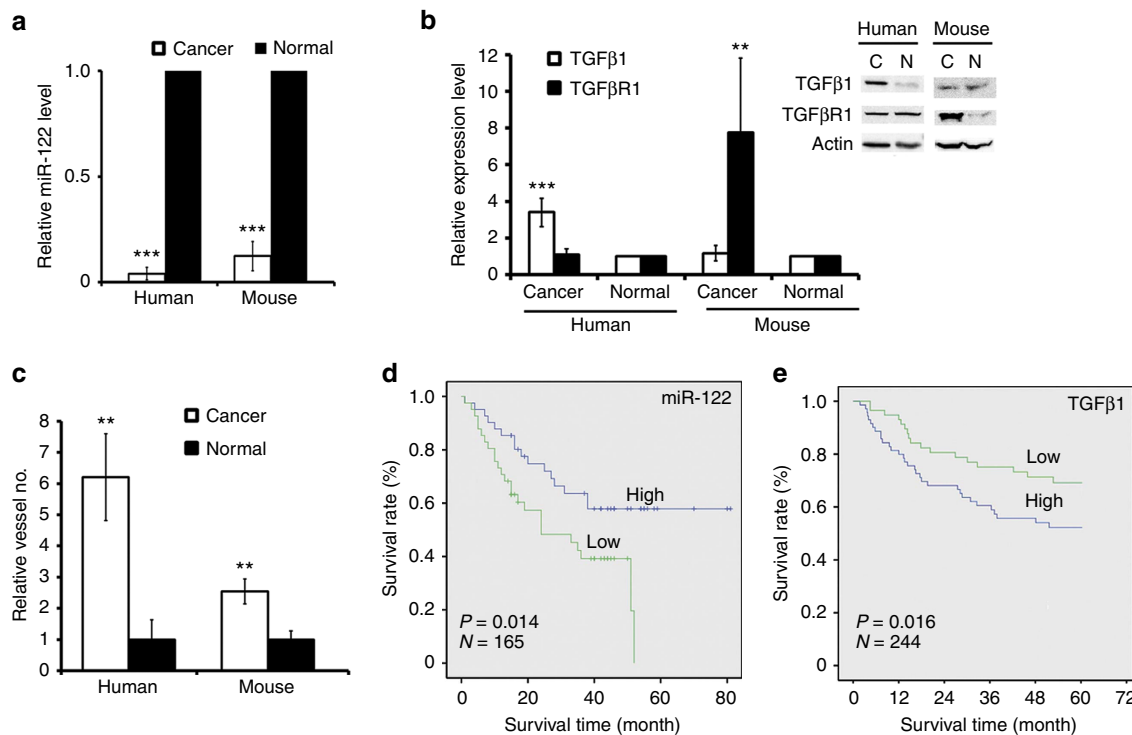 a
Cancer Normal
Relative miR-122 level
1.0
0.5
0
***
***
Human Mouse
b
TGFβ1
TGFβR1
Relative expression level
12
10
8
6
4
2
0
***
**
Cancer Normal Cancer Normal
Human Mouse
Human Mouse
C N C N
TGFβ1
TGFβR1
Actin
c
Cancer
Normal
Relative vessel no.
8
7
6
5
4
3
2
1
0
**
**
Human Mouse
d
miR-122
Survival rate (%)
1.0
0.8
0.6
0.4
0.2
0
High
Low
P = 0.014
N = 165
0 20 40 60 80
Survival time (month)
e
TGFβ1
Survival rate (%)
1.0
0.8
0.6
0.4
0.2
0
Low
High
P = 0.016
N = 244
0 12 24 36 48 60 72
Survival time (month)